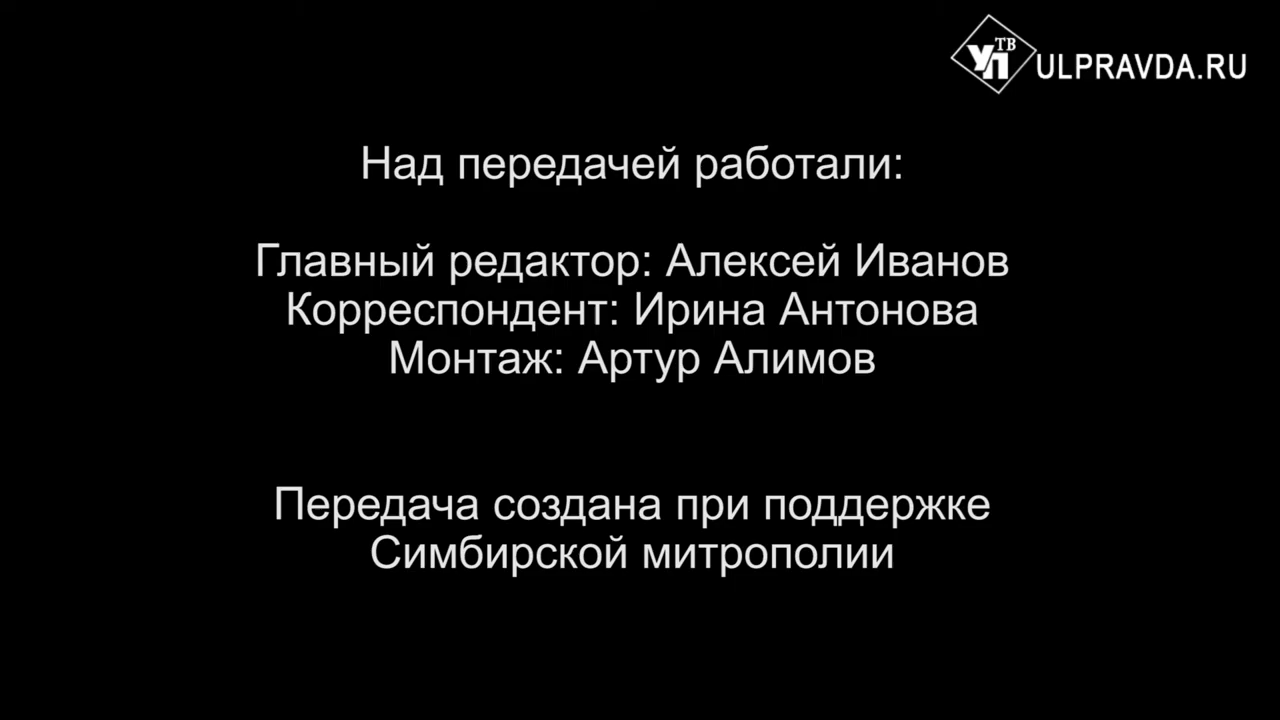 ТВ
УП
ULPRAVDA.RU
Над передачей работали:
Главный редактор: Алексей Иванов
Корреспондент: Ирина Антонова
Монтаж: Артур Алимов
Передача создана при поддержке
Симбирской митрополии